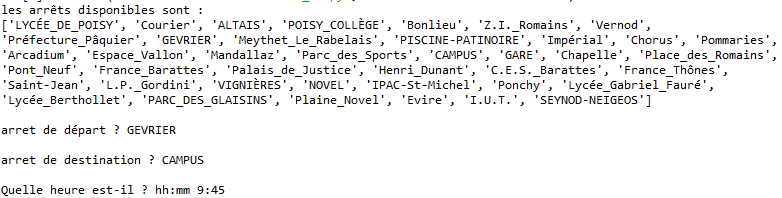 les arrêts disponibles sont :
['LYCÉE_DE_POISY', 'Courier', 'ALTAIS', 'POISY_COLLÈGE', 'Bonlieu', 'Z.I._Romains', 'Vernod',
'Préfecture_Pâquier', 'GEVRIER', 'Meythet_Le_Rabelais', 'PISCINE-PATINOIRE', 'Impérial', 'Chorus', 'Pommaries',
'Arcadium', 'Espace_Vallon', 'Mandallaz', 'Parc_des_Sports', 'CAMPUS', 'GARE', 'Chapelle', 'Place_des_Romains',
'Pont_Neuf', 'France_Barattes', 'Palais_de_Justice', 'Henri_Dunant', 'C.E.S._Barattes', 'France_Thônes',
'Saint-Jean', 'L.P._Gordini', 'VIGNIÈRES', 'NOVEL', 'IPAC-St-Michel', 'Ponchy', 'Lycée_Gabriel_Fauré',
'Lycée_Berthollet', 'PARC_DES_GLAISINS', 'Plaine_Novel', 'Evire', 'I.U.T.', 'SEYNOD-NEIGEOS']
arret de départ ? GEVRIER
arret de destination ? CAMPUS
Quelle heure est-il ? hh:mm 9:45